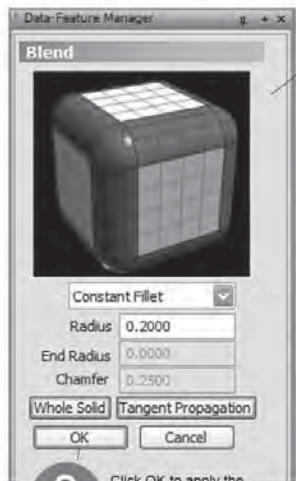 Data-Feature Manager
Blend
Constant Fillet
Radius 0.2000
End Radius 0.0000
Chamfer 0.2500
Whole Solid Tangent Propagation
OK Cancel
Click OK to apply the